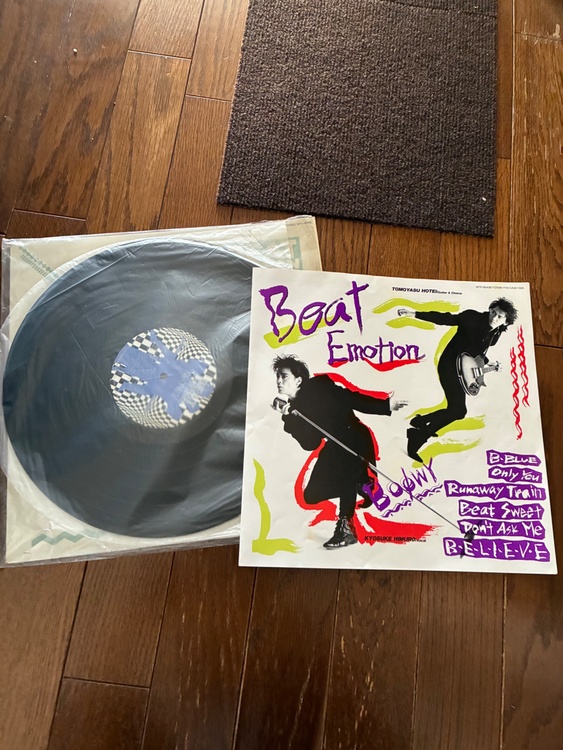 Beat
Emotion
TOMOYASU HOTEI Guitar & Chorus
BOØWY
KYOSUKE HIMURO
B·BLUE
Only You
Runaway Train
Beat Sweet
Don't Ask Me
B·E·L·I·E·V·E